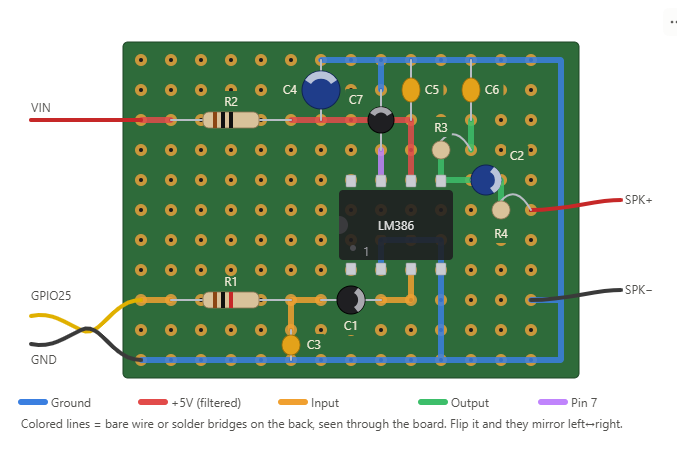 VIN
R2
C4
C7
C5
C6
R3
C2
SPK+
LM386
R4
1
GPIO25
R1
SPK−
C1
GND
C3
Ground
+5V (filtered)
Input
Output
Pin 7
Colored lines = bare wire or solder bridges on the back, seen through the board. Flip it and they mirror left↔right.